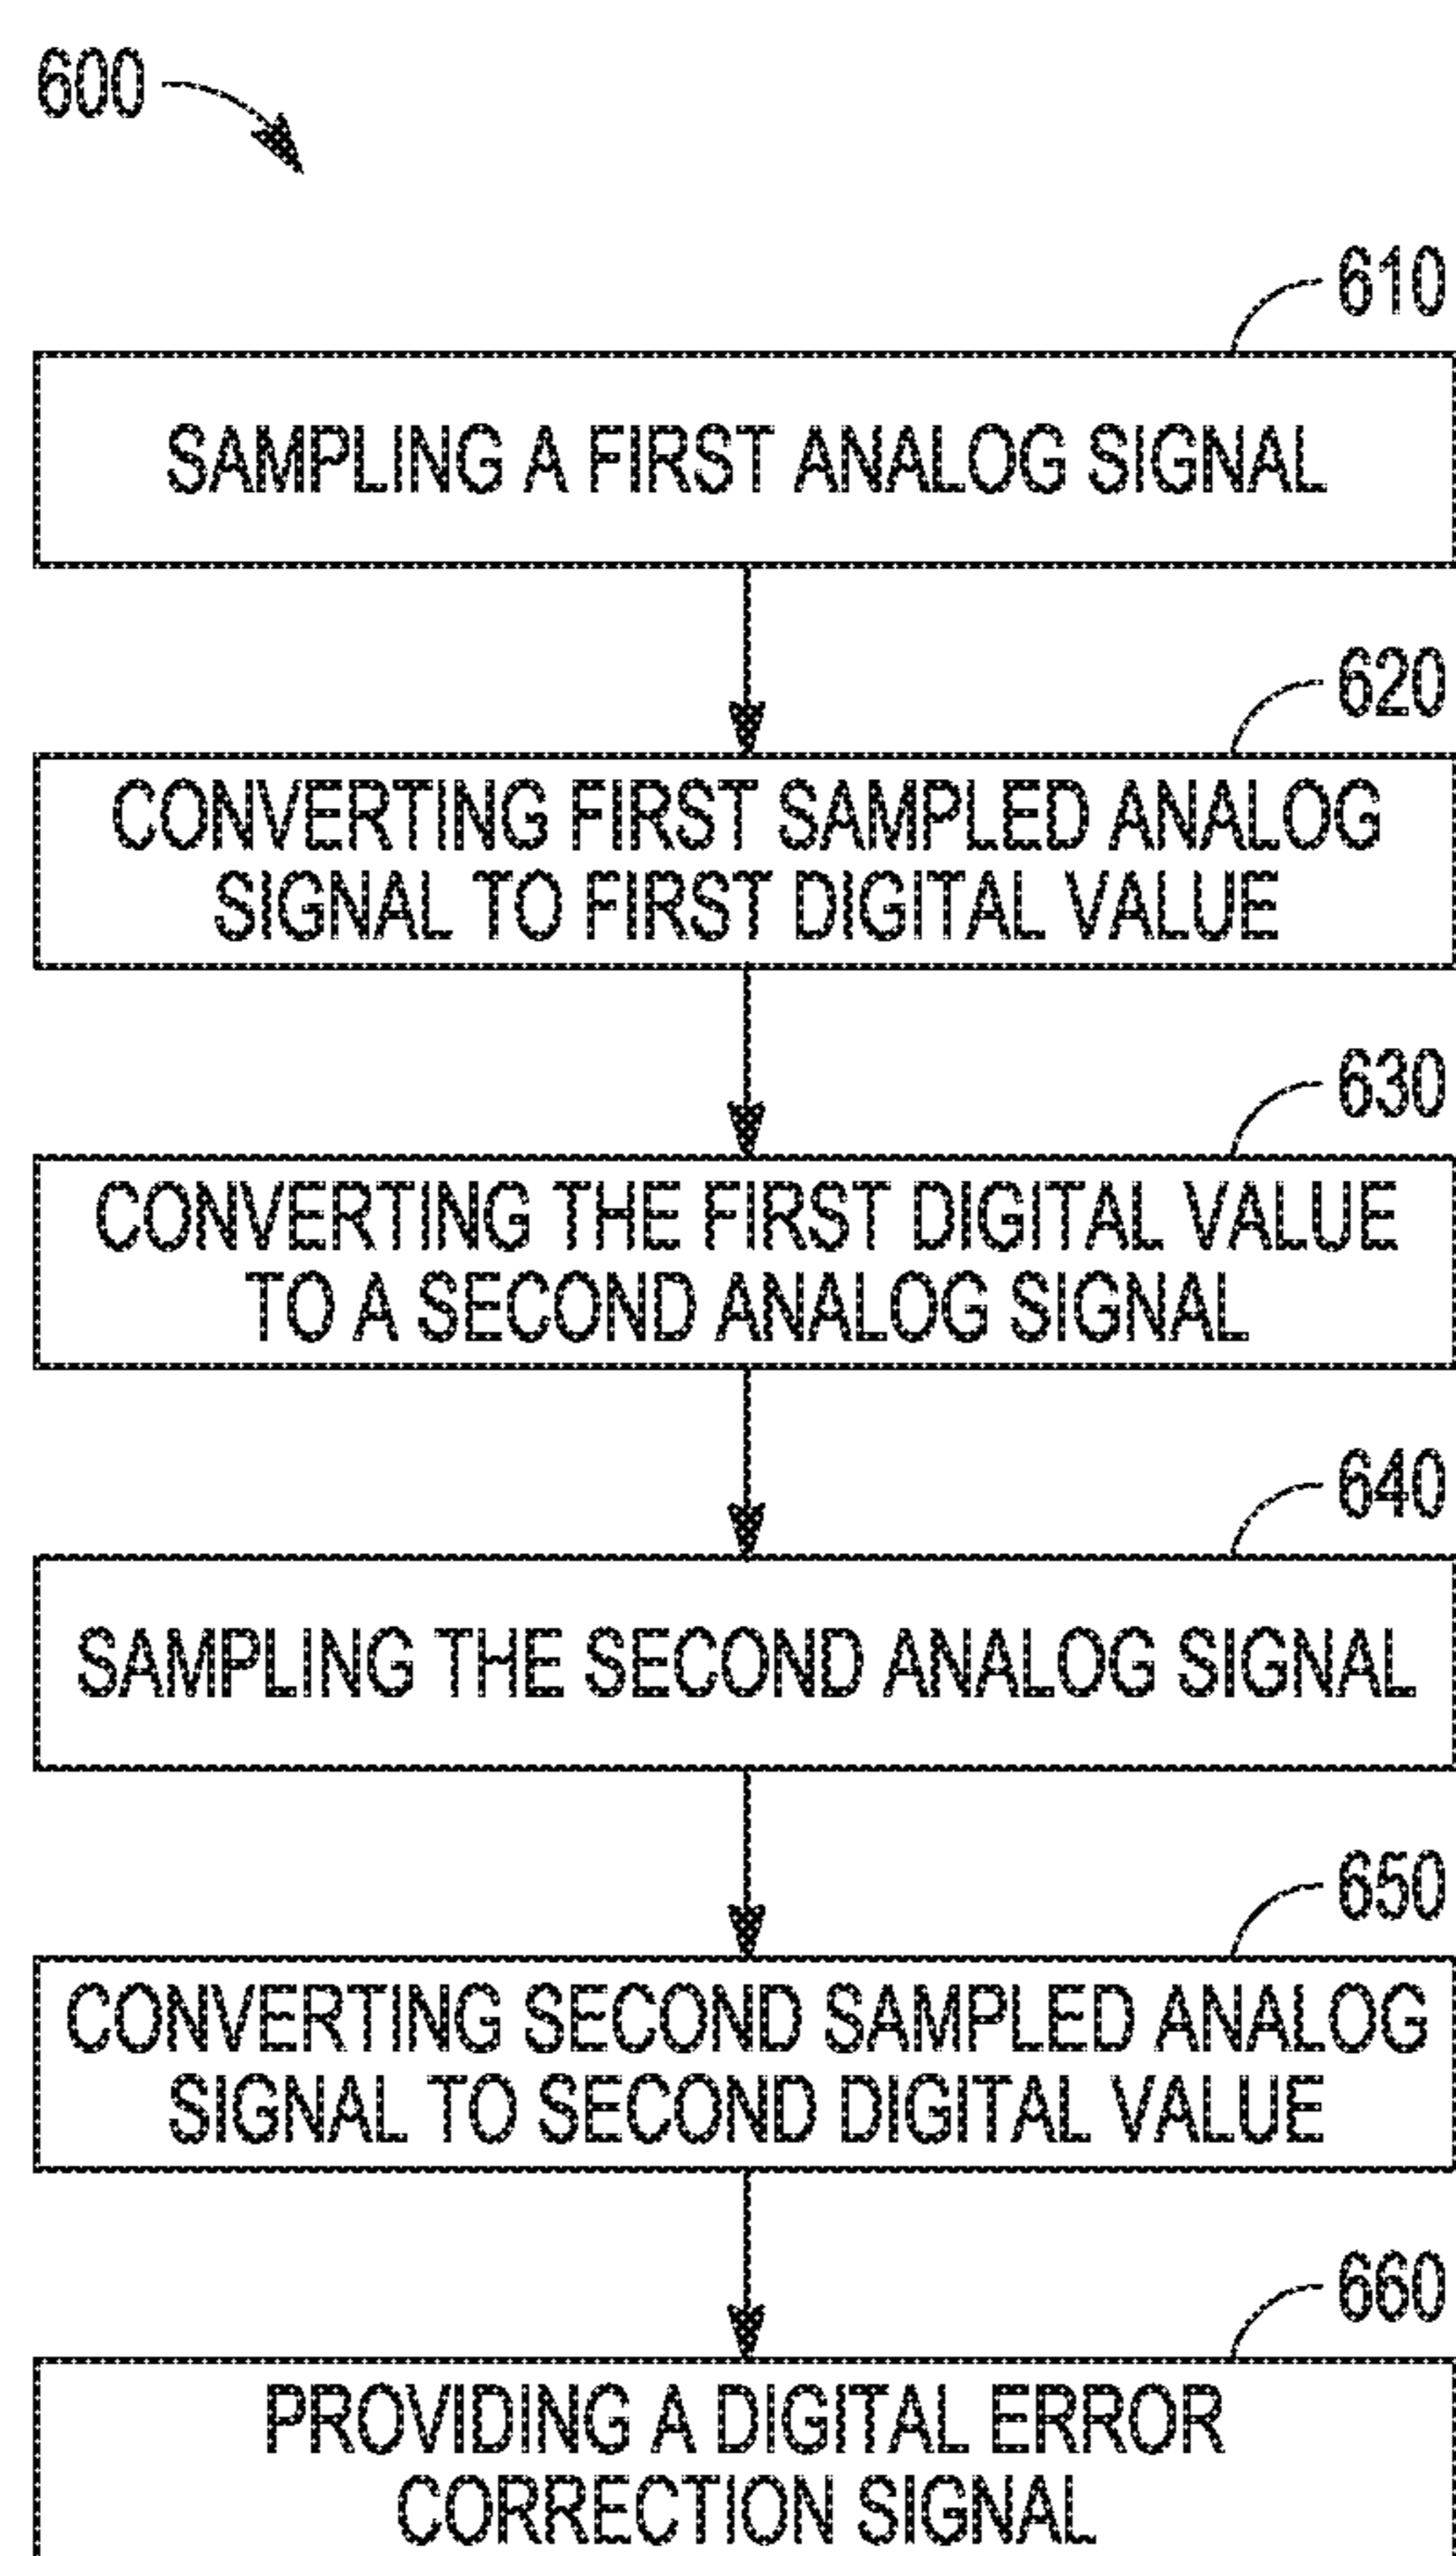 600
610
SAMPLING A FIRST ANALOG SIGNAL
620
CONVERTING FIRST SAMPLED ANALOG
SIGNAL TO FIRST DIGITAL VALUE
630
CONVERTING THE FIRST DIGITAL VALUE
TO A SECOND ANALOG SIGNAL
640
SAMPLING THE SECOND ANALOG SIGNAL
650
CONVERTING SECOND SAMPLED ANALOG
SIGNAL TO SECOND DIGITAL VALUE
660
PROVIDING A DIGITAL ERROR
CORRECTION SIGNAL